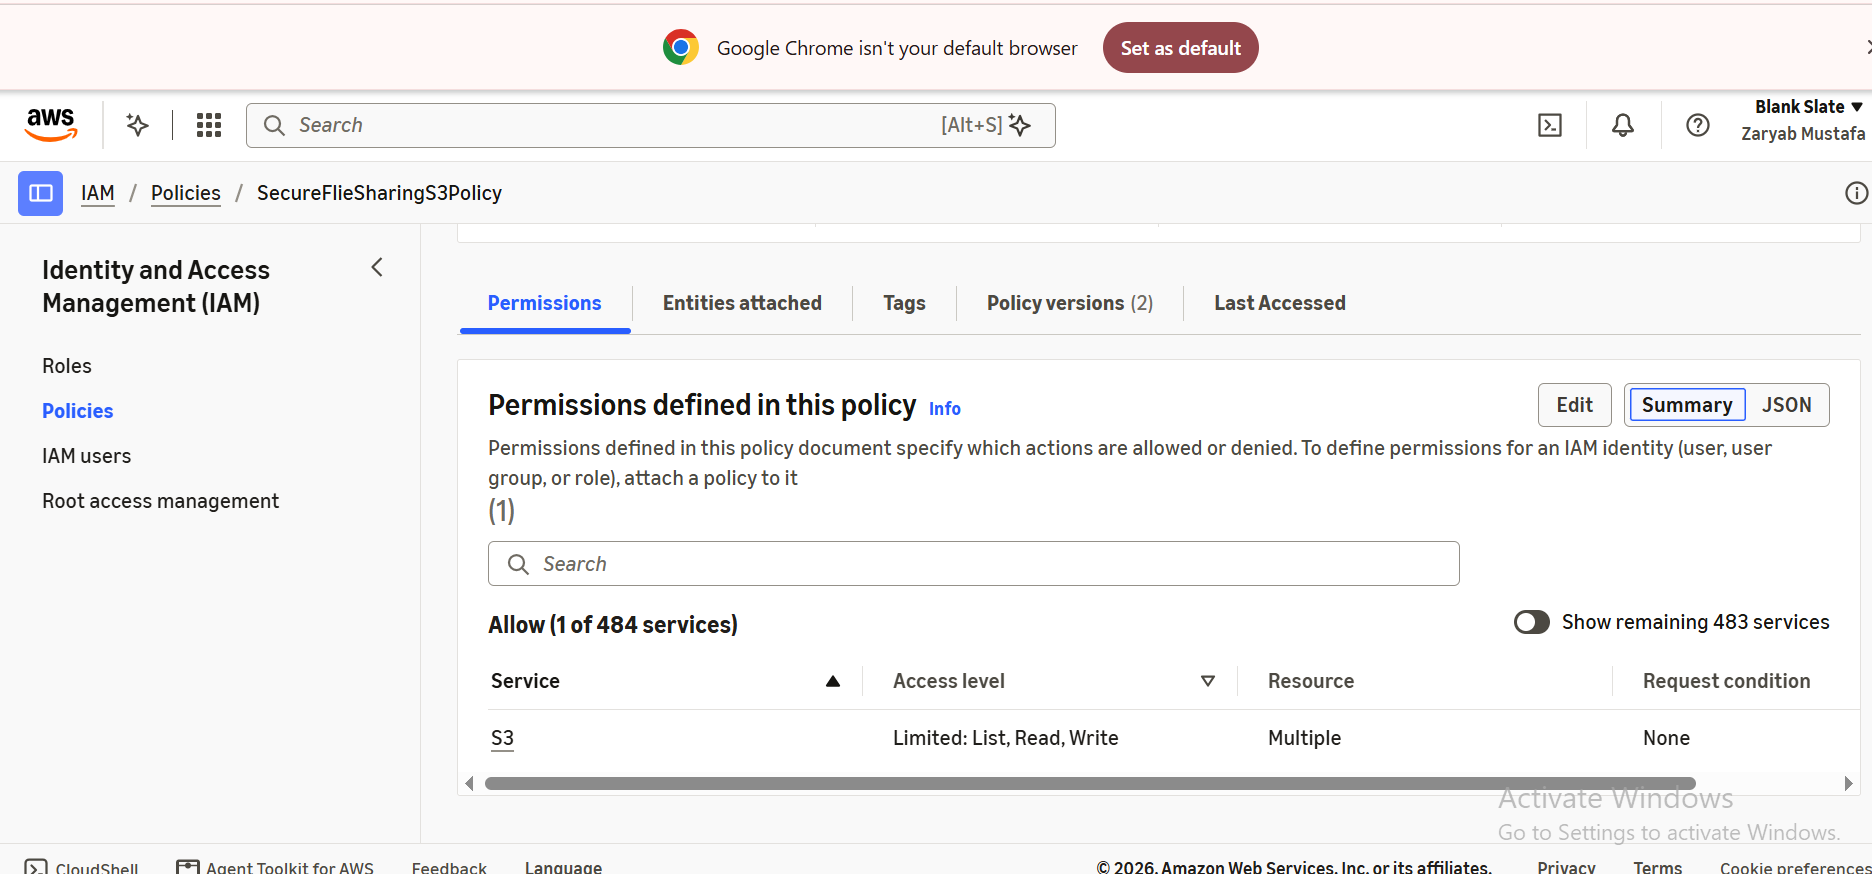 Google Chrome isn't your default browser Set as default
aws Search [Alt+S] Blank Slate
Zaryab Mustafa
IAM / Policies / SecureFlieSharingS3Policy
Identity and Access
Management (IAM)
Roles
Policies
IAM users
Root access management
Permissions Entities attached Tags Policy versions (2) Last Accessed
Permissions defined in this policy Info Edit Summary JSON
Permissions defined in this policy document specify which actions are allowed or denied. To define permissions for an IAM identity (user, user
group, or role), attach a policy to it
(1)
Search
Allow (1 of 484 services) Show remaining 483 services
Service Access level Resource Request condition
S3 Limited: List, Read, Write Multiple None
Activate Windows
Go to Settings to activate Windows.
CloudShell Agent Toolkit for AWS Feedback Language © 2026, Amazon Web Services, Inc. or its affiliates. Privacy Terms Cookie preferences